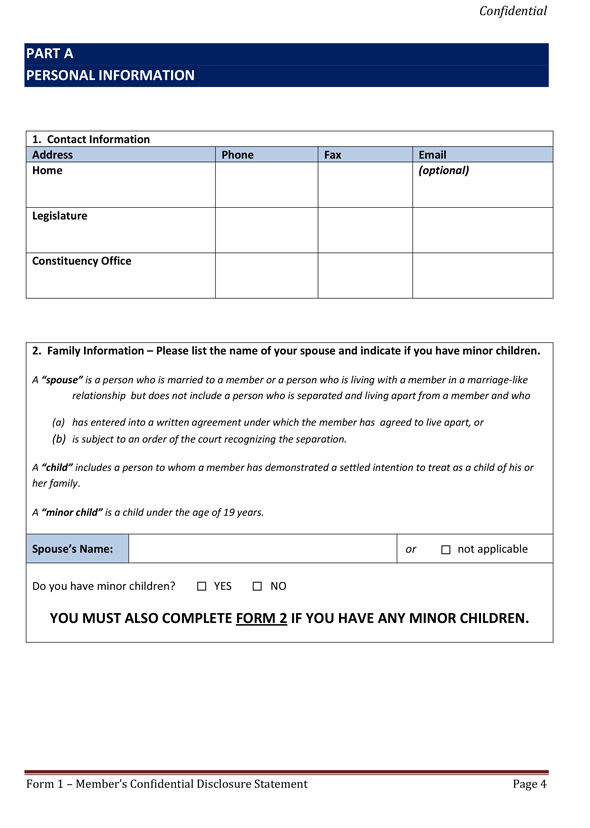 Confidential
PART A
PERSONAL INFORMATION
1. Contact Information
Address Phone Fax Email
Home (optional)
Legislature
Constituency Office
2. Family Information – Please list the name of your spouse and indicate if you have minor children.
A “spouse” is a person who is married to a member or a person who is living with a member in a marriage-like
relationship but does not include a person who is separated and living apart from a member and who
(a) has entered into a written agreement under which the member has agreed to live apart, or
(b) is subject to an order of the court recognizing the separation.
A “child” includes a person to whom a member has demonstrated a settled intention to treat as a child of his or
her family.
A “minor child” is a child under the age of 19 years.
Spouse’s Name: or ☐ not applicable
Do you have minor children? ☐ YES ☐ NO
YOU MUST ALSO COMPLETE FORM 2 IF YOU HAVE ANY MINOR CHILDREN.
Form 1 – Member’s Confidential Disclosure Statement Page 4